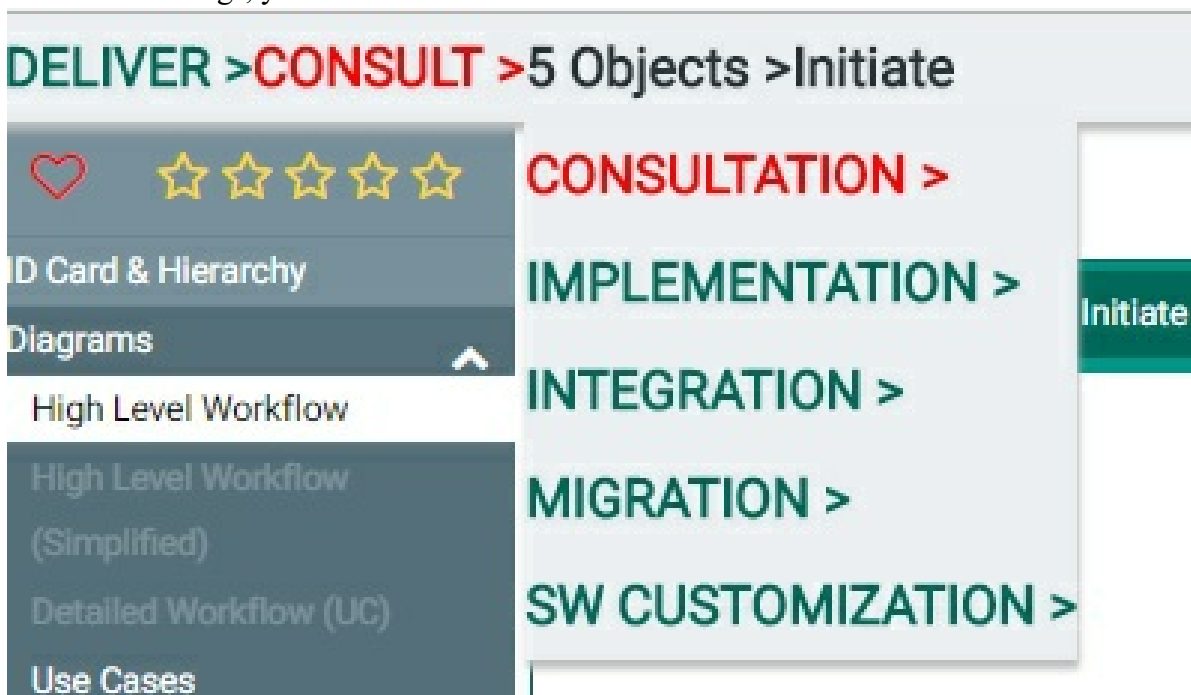 DELIVER >CONSULT >5 Objects >Initiate
CONSULTATION >
ID Card & Hierarchy
IMPLEMENTATION >
Initiate
Diagrams
INTEGRATION >
High Level Workflow
High Level Workflow
(Simplified)
MIGRATION >
Detailed Workflow (UC)
SW CUSTOMIZATION >
Use Cases